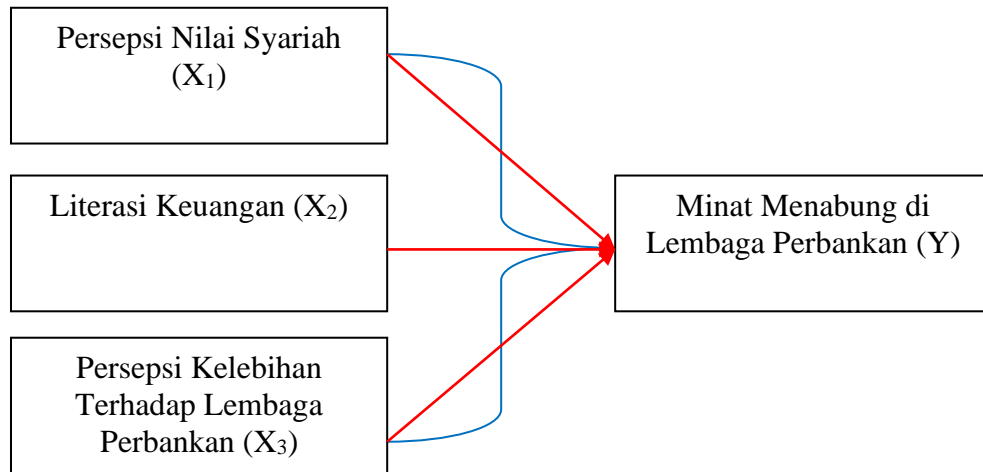 Persepsi Nilai Syariah
(X₁)
Literasi Keuangan (X₂)
Persepsi Kelebihan
Terhadap Lembaga
Perbankan (X₃)
Minat Menabung di
Lembaga Perbankan (Y)